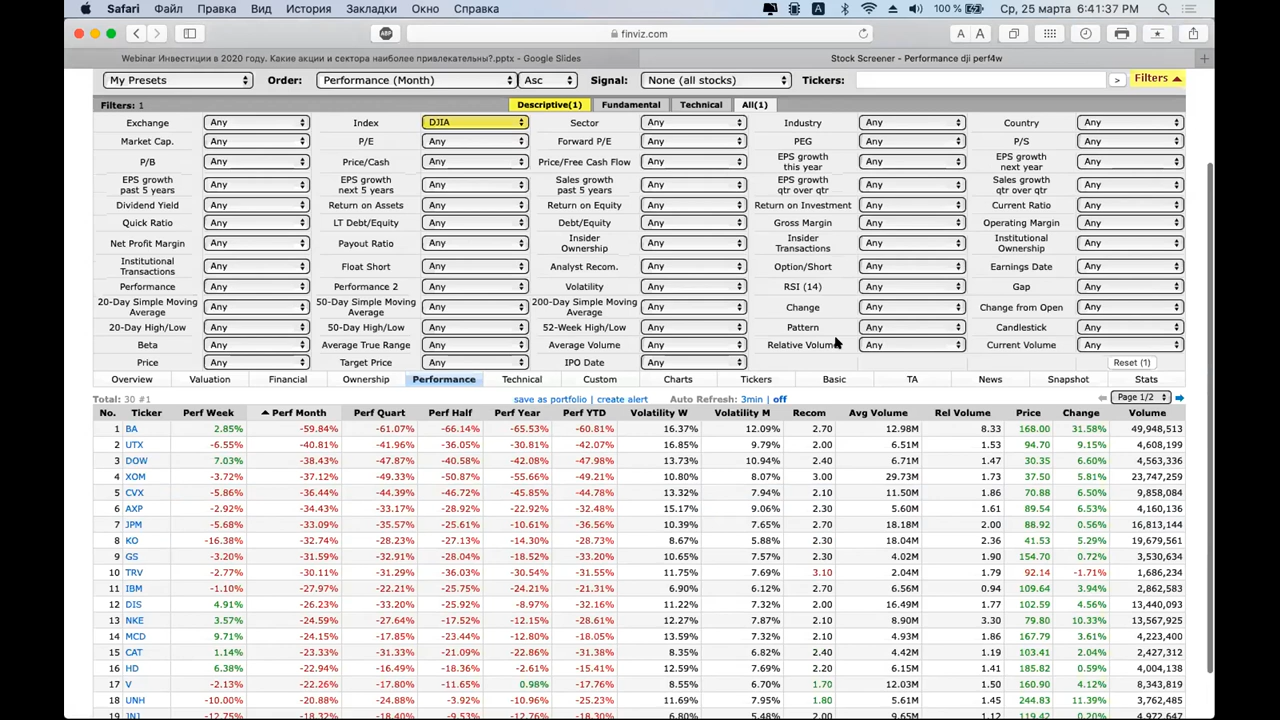 Safari Файл Правка Вид История Закладки Окно Справка 100 % Ср, 25 марта 6:41:37 PM
ABP finviz.com A A
Webinar Инвестиции в 2020 году. Какие акции и сектора наиболее привлекательны?.pptx - Google Slides Stock Screener - Performance dji perf4w
My Presets Order: Performance (Month) Asc Signal: None (all stocks) Tickers: > Filters
Filters: 1 Descriptive(1) Fundamental Technical All(1)
Exchange Any Index DJIA Sector Any Industry Any Country Any
Market Cap. Any P/E Any Forward P/E Any PEG Any P/S Any
P/B Any Price/Cash Any Price/Free Cash Flow Any EPS growth this year Any EPS growth next year Any
EPS growth past 5 years Any EPS growth next 5 years Any Sales growth past 5 years Any EPS growth qtr over qtr Any Sales growth qtr over qtr Any
Dividend Yield Any Return on Assets Any Return on Equity Any Return on Investment Any Current Ratio Any
Quick Ratio Any LT Debt/Equity Any Debt/Equity Any Gross Margin Any Operating Margin Any
Net Profit Margin Any Payout Ratio Any Insider Ownership Any Insider Transactions Any Institutional Ownership Any
Institutional Transactions Any Float Short Any Analyst Recom. Any Option/Short Any Earnings Date Any
Performance Any Performance 2 Any Volatility Any RSI (14) Any Gap Any
20-Day Simple Moving Average Any 50-Day Simple Moving Average Any 200-Day Simple Moving Average Any Change Any Change from Open Any
20-Day High/Low Any 50-Day High/Low Any 52-Week High/Low Any Pattern Any Candlestick Any
Beta Any Average True Range Any Average Volume Any Relative Volume Any Current Volume Any
Price Any Target Price Any IPO Date Any Reset (1)
Overview Valuation Financial Ownership Performance Technical Custom Charts Tickers Basic TA News Snapshot Stats
Total: 30 #1 save as portfolio | create alert Auto Refresh: 3min | off Page 1/2
No. Ticker Perf Week Perf Month Perf Quart Perf Half Perf Year Perf YTD Volatility W Volatility M Recom Avg Volume Rel Volume Price Change Volume
1 BA 2.85% -59.84% -61.07% -66.14% -65.53% -60.81% 16.37% 12.09% 2.70 12.98M 8.33 168.00 31.58% 49,948,513
2 UTX -6.55% -40.81% -41.96% -36.05% -30.81% -42.07% 16.85% 9.79% 2.00 6.51M 1.53 94.70 9.15% 4,608,199
3 DOW 7.03% -38.43% -47.87% -40.58% -42.08% -47.98% 13.73% 10.94% 2.40 6.71M 1.47 30.35 6.60% 4,563,336
4 XOM -3.72% -37.12% -49.33% -50.87% -55.66% -49.21% 10.80% 8.07% 3.00 29.73M 1.73 37.50 5.81% 23,747,259
5 CVX -5.86% -36.44% -44.39% -46.72% -45.85% -44.78% 13.32% 7.94% 2.10 11.50M 1.86 70.88 6.50% 9,858,084
6 AXP -2.92% -34.43% -33.17% -28.92% -22.92% -32.48% 15.17% 9.06% 2.30 5.60M 1.61 89.54 6.53% 4,160,136
7 JPM -5.68% -33.09% -35.57% -25.61% -10.61% -36.56% 10.39% 7.65% 2.70 18.18M 2.00 88.92 0.56% 16,813,144
8 KO -16.38% -32.74% -28.23% -27.13% -14.30% -28.72% 8.67% 5.88% 2.20 18.04M 2.36 41.53 5.29% 19,679,561
9 GS -3.20% -31.59% -32.91% -28.04% -18.52% -33.20% 10.65% 7.57% 2.30 4.02M 1.90 154.70 0.72% 3,530,634
10 TRV -2.77% -30.11% -31.29% -36.03% -30.54% -31.55% 11.75% 7.69% 3.10 2.04M 1.79 92.14 -1.71% 1,686,234
11 IBM -1.10% -27.97% -22.21% -25.75% -24.21% -21.31% 6.90% 6.12% 2.70 6.56M 0.94 109.64 3.94% 2,862,583
12 DIS 4.91% -26.23% -33.20% -25.92% -8.97% -32.16% 11.22% 7.32% 2.00 16.49M 1.77 102.59 4.56% 13,440,093
13 NKE 3.57% -24.59% -27.64% -17.52% -12.15% -28.61% 12.27% 7.87% 2.10 8.90M 3.30 79.80 10.33% 13,567,925
14 MCD 9.71% -24.15% -17.85% -23.44% -12.80% -18.05% 13.59% 7.32% 2.10 4.93M 1.86 167.79 3.61% 4,223,400
15 CAT 1.14% -23.33% -31.33% -21.09% -22.86% -31.38% 8.35% 6.82% 2.40 4.42M 1.19 103.41 2.04% 2,427,312
16 HD 6.38% -22.94% -16.49% -18.36% -2.61% -15.41% 12.59% 7.69% 2.20 6.15M 1.41 185.82 0.59% 4,004,138
17 V -2.13% -22.26% -17.80% -11.65% 0.98% -17.76% 8.55% 6.70% 1.70 12.03M 1.50 160.90 4.12% 8,343,819
18 UNH -10.00% -20.88% -24.88% -3.92% -10.96% -25.23% 11.69% 7.95% 1.80 5.61M 1.45 244.83 11.39% 3,762,485
19 JNJ -12.75% -18.32% -18.40% -9.53% -12.75% -18.30% 6.80% 5.48% 2.00 9.65M 1.11 119.42 0.20% 4,972,647